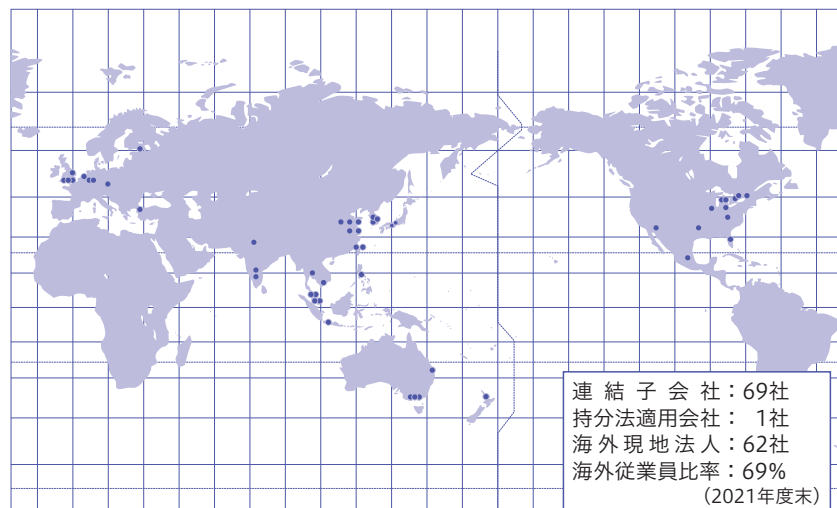 連結子会社：69社
持分法適用会社：1社
海外現地法人：62社
海外従業員比率：69%
（2021年度末）